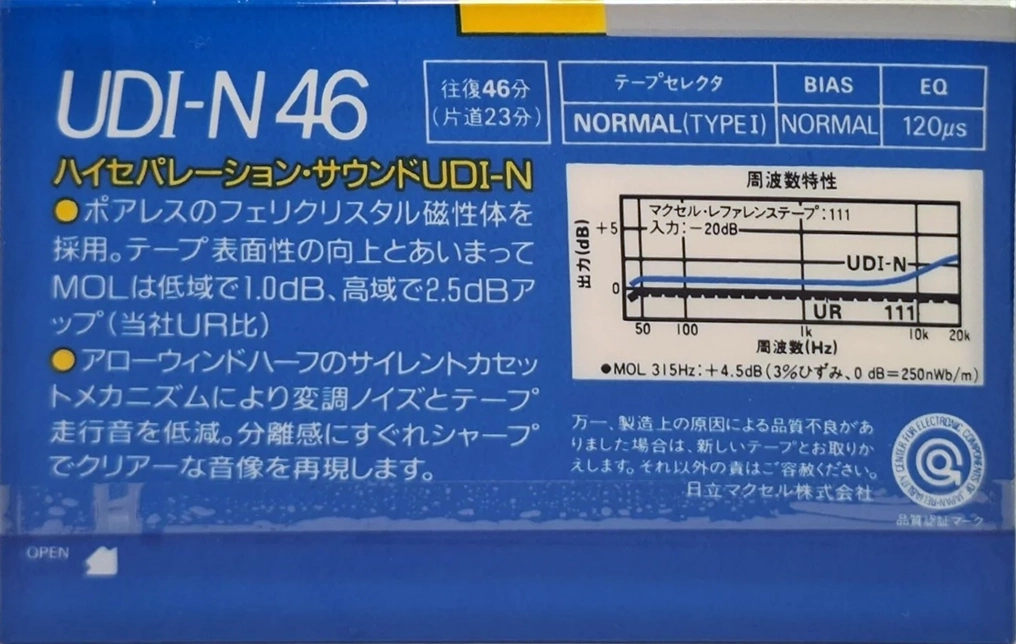 UDI-N 46
往復46分
(片道23分)
テープセレクタ BIAS EQ
NORMAL(TYPEⅠ) NORMAL 120μs
ハイセパレーション・サウンドUDI-N
●ポアレスのフェリクリスタル磁性体を
採用。テープ表面性の向上とあいまって
MOLは低域で1.0dB、高域で2.5dBア
ップ(当社UR比)
●アローウィンドハーフのサイレントカセッ
トメカニズムにより変調ノイズとテープ
走行音を低減。分離感にすぐれシャープ
でクリアーな音像を再現します。
周波数特性
マクセル・レファレンステープ:111
入力:−20dB
出力(dB)
+5
0
UDI-N
UR 111
50 100 1k 10k 20k
周波数(Hz)
●MOL 315Hz:+4.5dB(3%ひずみ、0 dB=250nWb/m)
万一、製造上の原因による品質不良があ
りました場合は、新しいテープとお取りか
えします。それ以外の責はご容赦ください。
日立マクセル株式会社
RELIABILITY CENTER FOR ELECTRONIC COMPONENTS OF JAPAN
品質認証マーク
OPEN